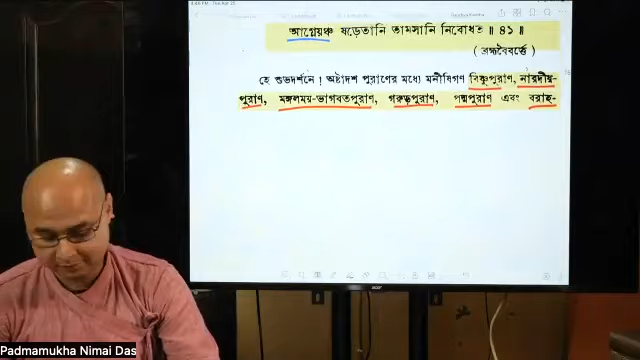 আগ্নেয়ঞ্চ ষড়েতানি তামসানি নিবোধত ॥ ৪১ ॥
( ব্রহ্মবৈবর্ত্তে )
হে শুভদর্শনে ! অষ্টাদশ পুরাণের মধ্যে মনীষিগণ বিষ্ণুপুরাণ, নারদীয়-
পুরাণ, মঙ্গলময়-ভাগবতপুরাণ, গরুড়পুরাণ, পদ্মপুরাণ এবং বরাহ-
acer
Padmamukha Nimai Das